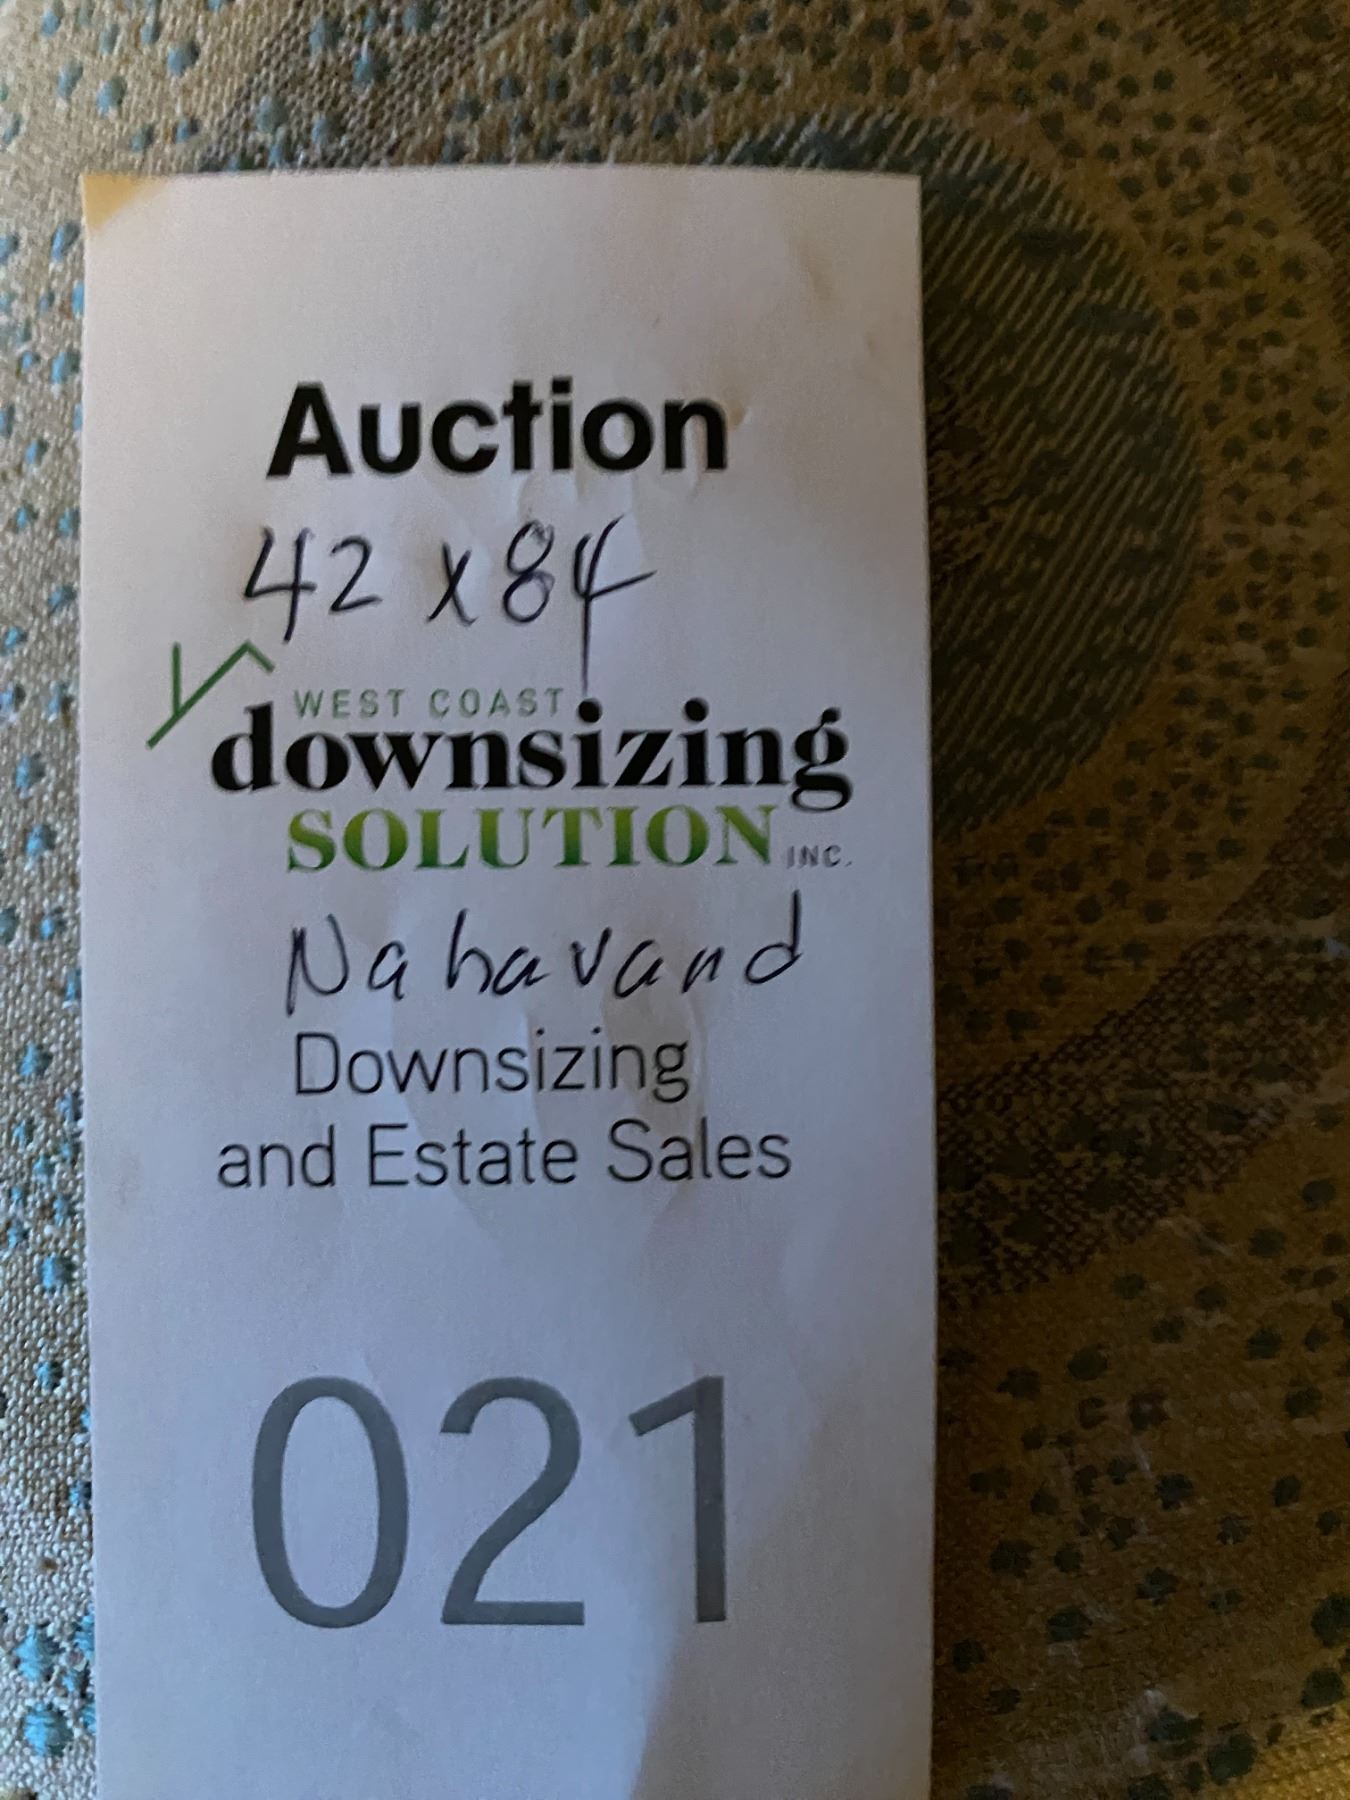 Auction
42 x 84
WEST COAST
downsizing
SOLUTION INC.
Nahavand
Downsizing
and Estate Sales
021